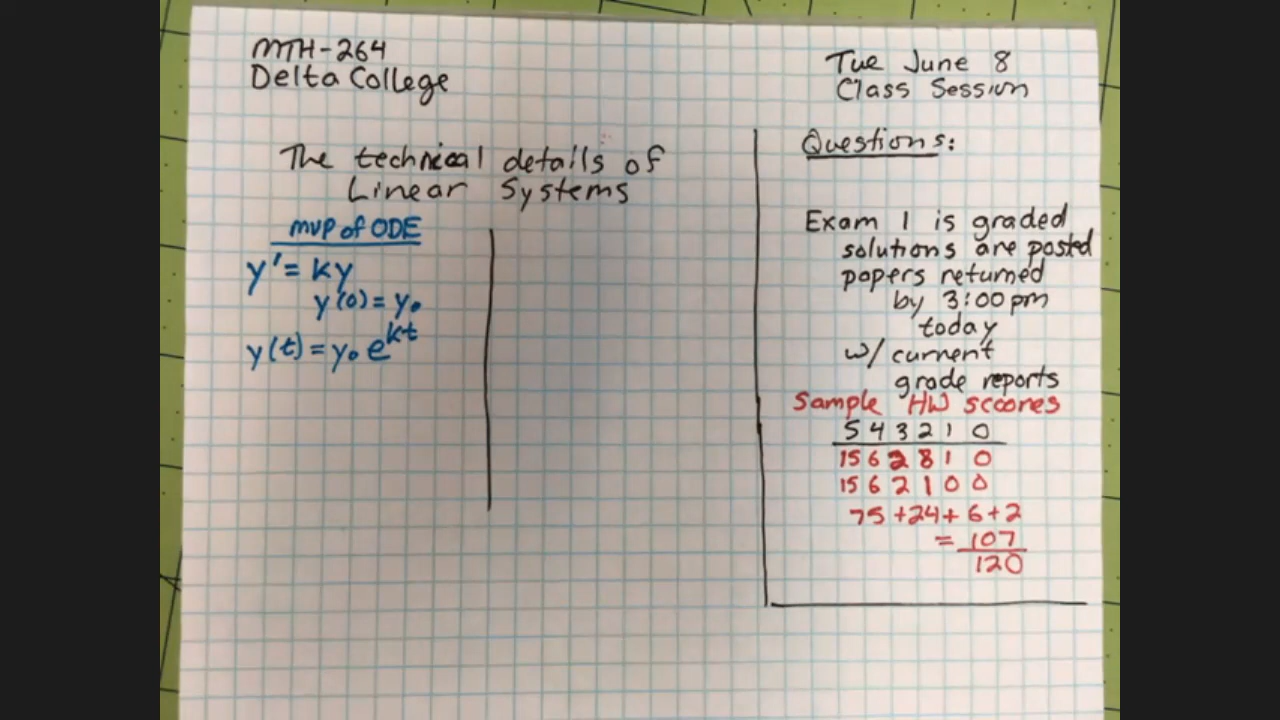 MTH-264
Delta College
The technical details of
Linear Systems
MVP of ODE
y' = ky
y(0) = y₀
y(t) = y₀ e^kt
Tue June 8
Class Session
Questions:
Exam 1 is graded
solutions are posted
papers returned
by 3:00pm
today
w/ current
grade reports
Sample HW scores
5 4 3 2 1 0
15 6 2 8 1 0
15 6 2 1 0 0
75 + 24 + 6 + 2
= 107
120